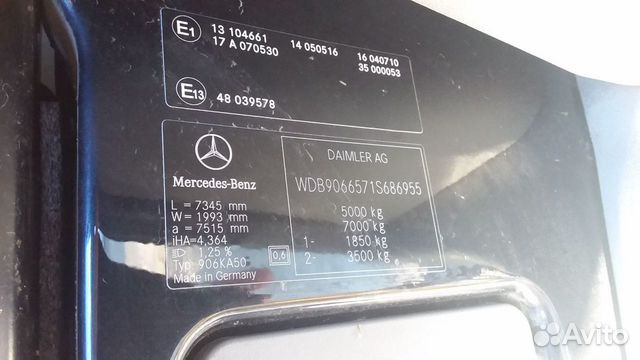 E1 13 104661 14 050516 16 040710
17 A 070530 35 000053
E13 48 039578
Mercedes-Benz
L = 7345 mm
W = 1993 mm
a = 7515 mm
iHA=4,364
1,25 %
Typ 906KA50
Made in Germany
0,6
DAIMLER AG
WDB9066571S686955
5000 kg
7000 kg
1- 1850 kg
2- 3500 kg
Avito